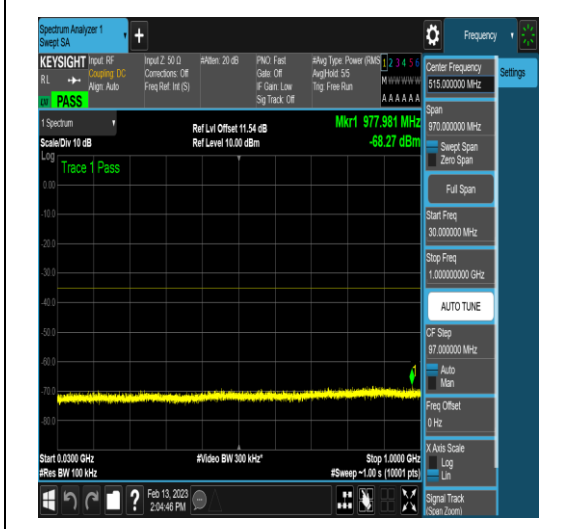 Spectrum Analyzer 1
Swept SA
Frequency
KEYSIGHT
RL
Input: RF
Coupling: DC
Align: Auto
Input Z: 50 Ω
Corrections: Off
Freq Ref: Int (S)
#Atten: 20 dB
PNO: Fast
Gate: Off
IF Gain: Low
Sig Track: Off
#Avg Type: Power (RMS
Avg|Hold: 5/5
Trig: Free Run
1 2 3 4 5 6
M W W W W W
A A A A A A
PASS
1 Spectrum
Scale/Div 10 dB
Ref Lvl Offset 11.54 dB
Ref Level 10.00 dBm
Mkr1 977.981 MHz
-68.27 dBm
Log
Trace 1 Pass
0.00
-10.0
-20.0
-30.0
-40.0
-50.0
-60.0
-70.0
-80.0
1
Start 0.0300 GHz
#Res BW 100 kHz
#Video BW 300 kHz*
Stop 1.0000 GHz
#Sweep ~1.00 s (10001 pts)
?
Feb 13, 2023
2:04:46 PM
Center Frequency
515.000000 MHz
Settings
Span
970.000000 MHz
Swept Span
Zero Span
Full Span
Start Freq
30.000000 MHz
Stop Freq
1.000000000 GHz
AUTO TUNE
CF Step
97.000000 MHz
Auto
Man
Freq Offset
0 Hz
X Axis Scale
Log
Lin
Signal Track
(Span Zoom)